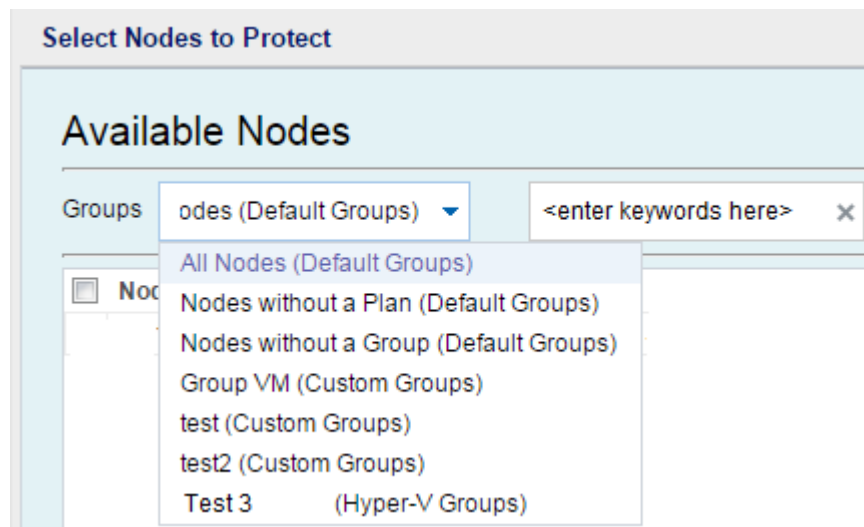 Select Nodes to Protect
Available Nodes
Groups odes (Default Groups) <enter keywords here>
All Nodes (Default Groups)
Nodes without a Plan (Default Groups)
Nodes without a Group (Default Groups)
Group VM (Custom Groups)
test (Custom Groups)
test2 (Custom Groups)
Test 3 (Hyper-V Groups)